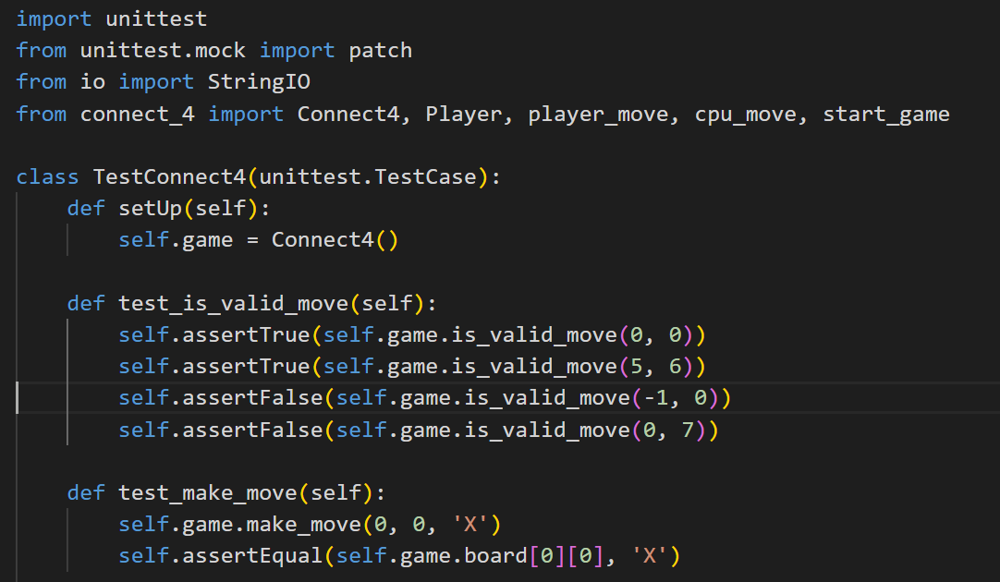 import unittest
from unittest.mock import patch
from io import StringIO
from connect_4 import Connect4, Player, player_move, cpu_move, start_game

class TestConnect4(unittest.TestCase):
    def setUp(self):
        self.game = Connect4()

    def test_is_valid_move(self):
        self.assertTrue(self.game.is_valid_move(0, 0))
        self.assertTrue(self.game.is_valid_move(5, 6))
        self.assertFalse(self.game.is_valid_move(-1, 0))
        self.assertFalse(self.game.is_valid_move(0, 7))

    def test_make_move(self):
        self.game.make_move(0, 0, 'X')
        self.assertEqual(self.game.board[0][0], 'X')